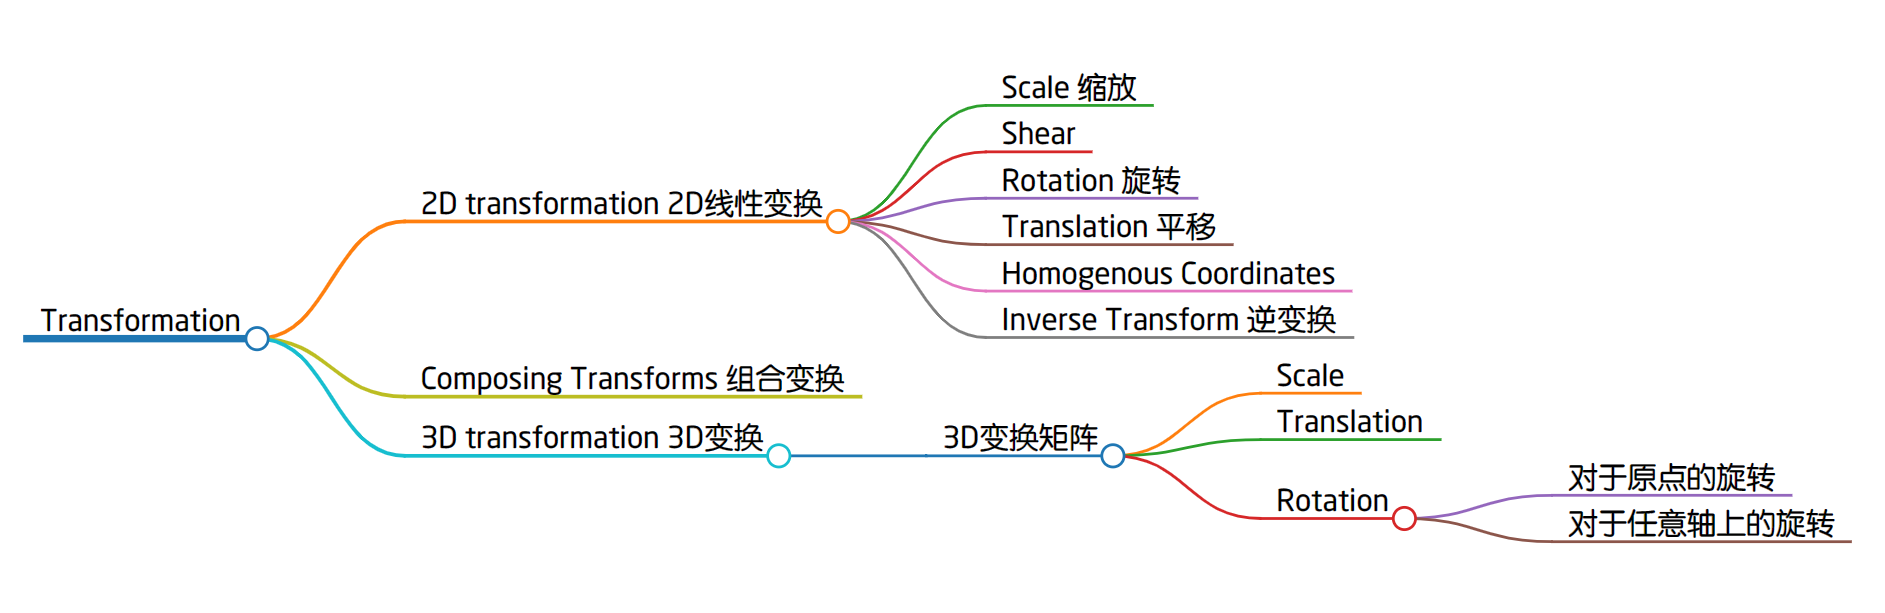 Transformation
2D transformation 2D线性变换
Scale 缩放
Shear
Rotation 旋转
Translation 平移
Homogenous Coordinates
Inverse Transform 逆变换
Composing Transforms 组合变换
3D transformation 3D变换
3D变换矩阵
Scale
Translation
Rotation
对于原点的旋转
对于任意轴上的旋转